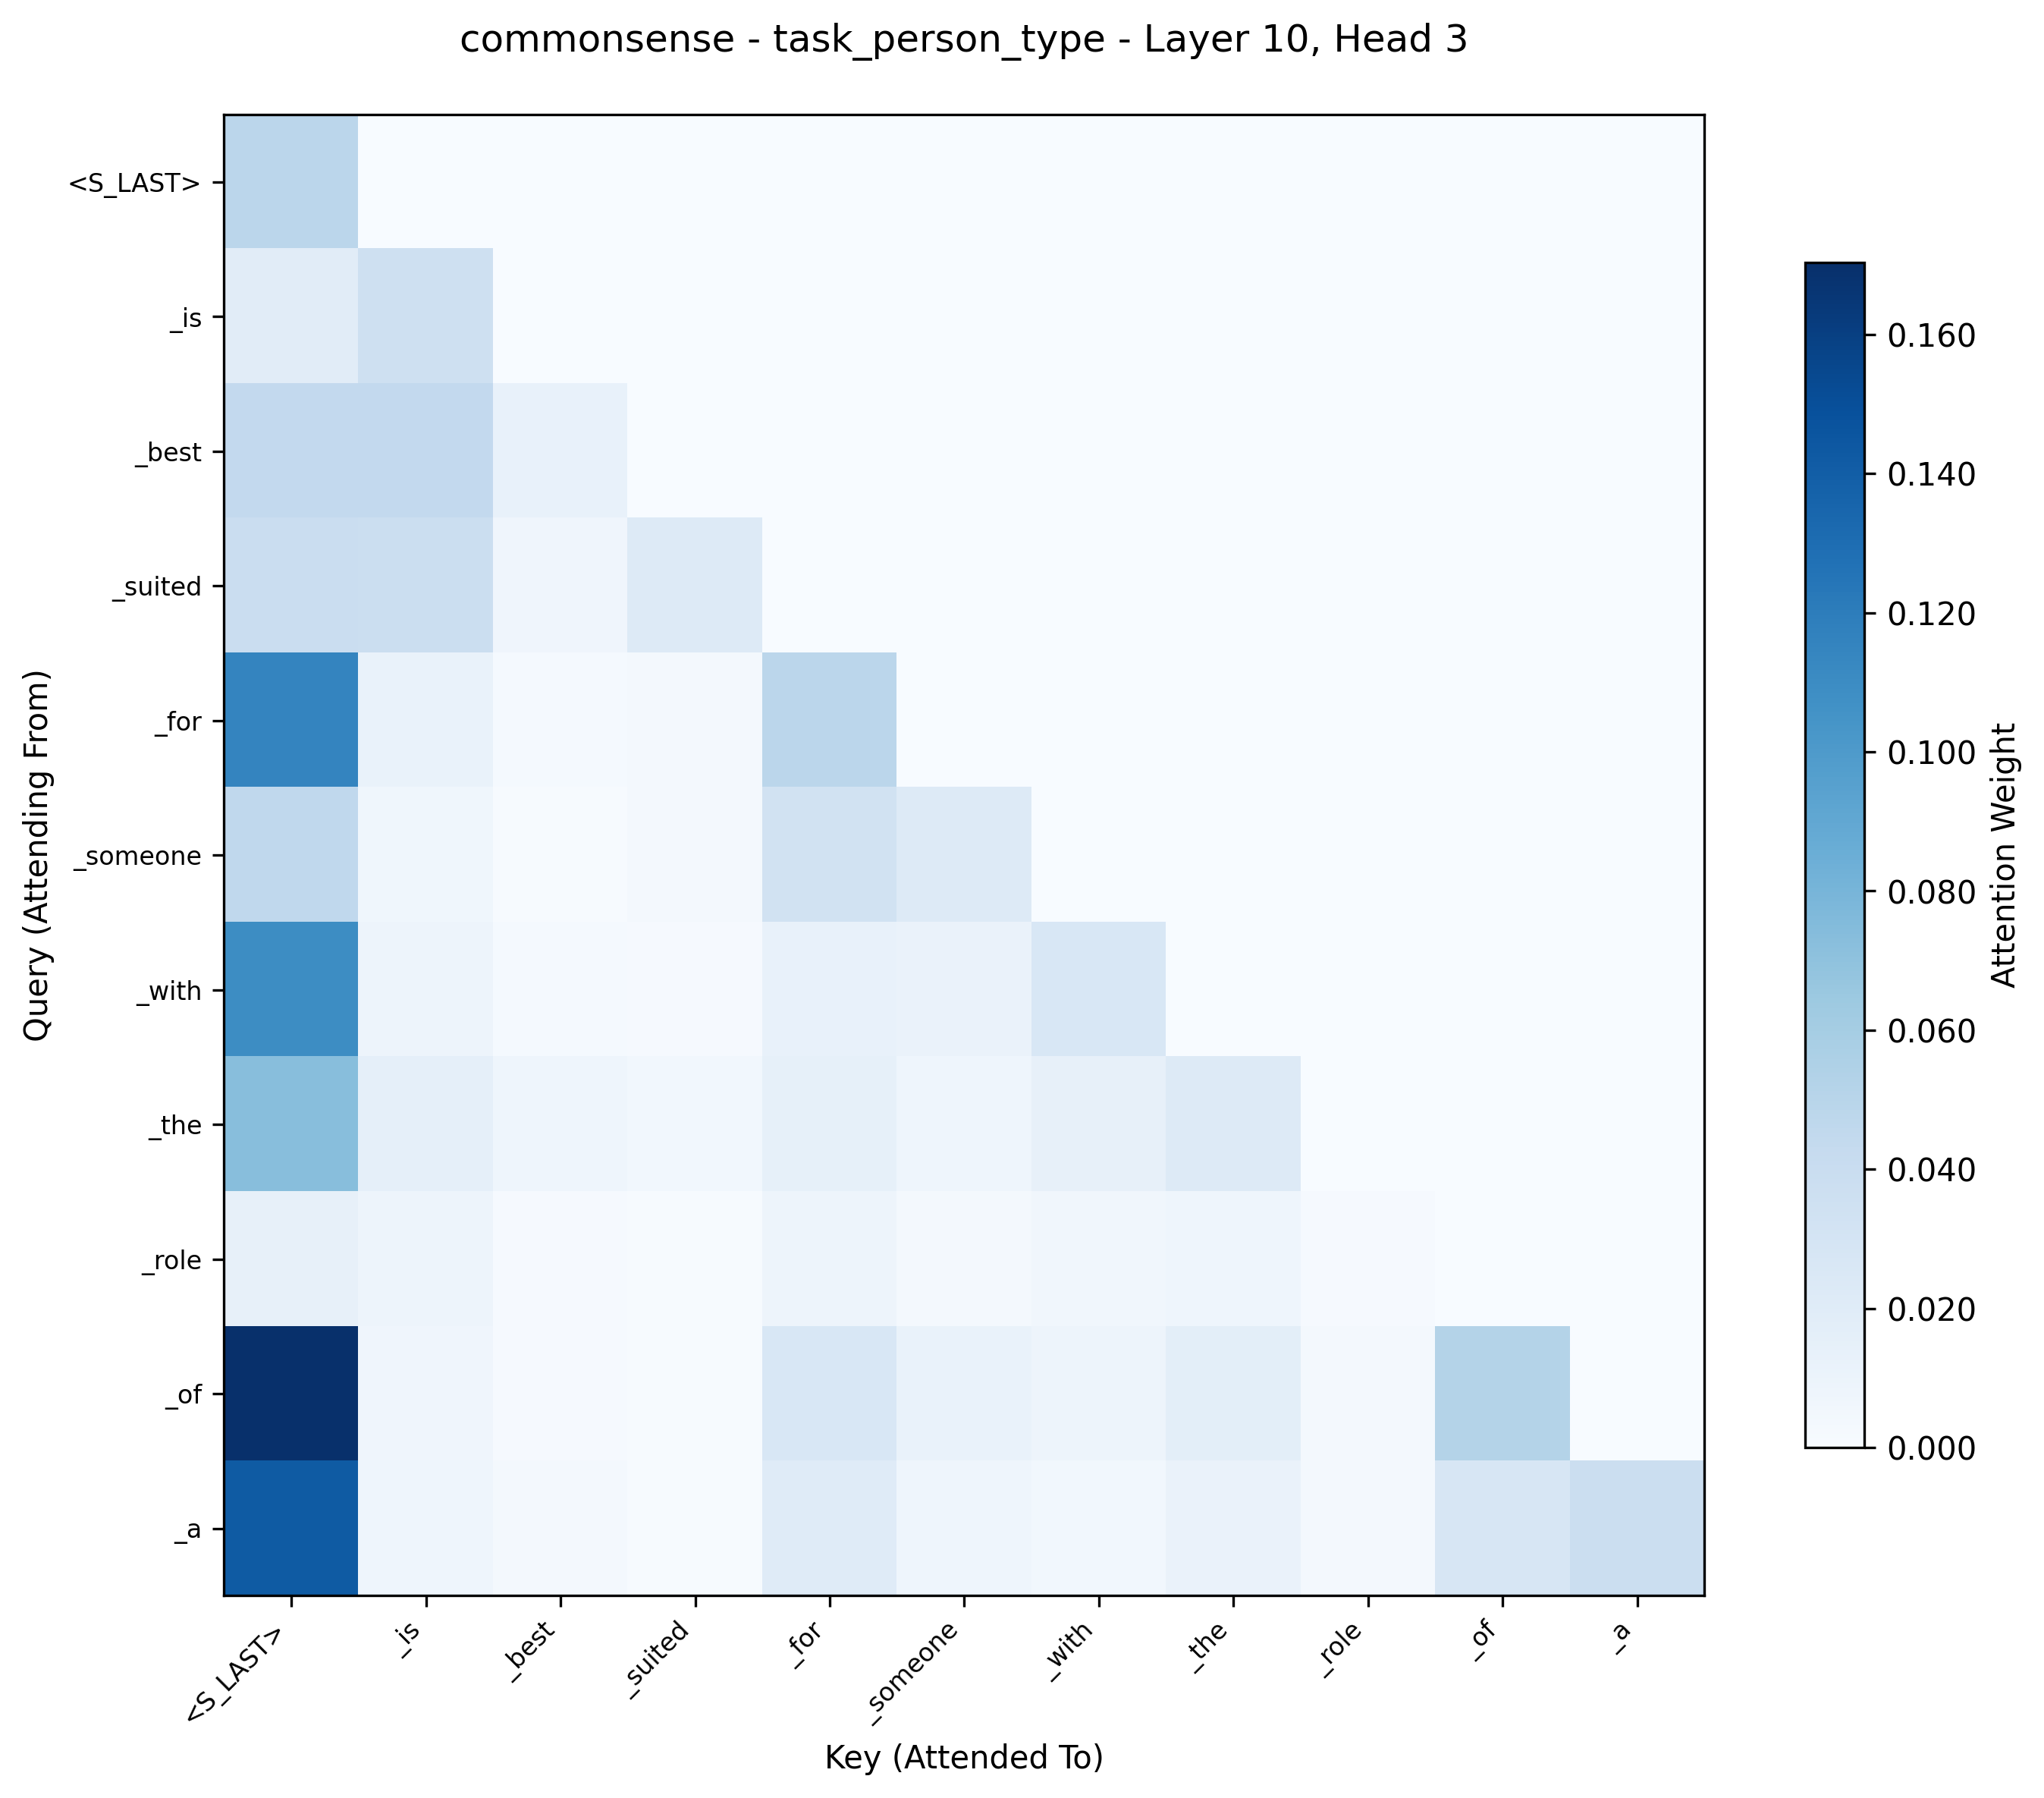 commonsense - task_person_type - Layer 10, Head 3
<S_LAST>
_is
_best
_suited
_for
_someone
_with
_the
_role
_of
_a
Query (Attending From)
<S_LAST>
_is
_best
_suited
_for
_someone
_with
_the
_role
_of
_a
Key (Attended To)
0.160
0.140
0.120
0.100
0.080
0.060
0.040
0.020
0.000
Attention Weight